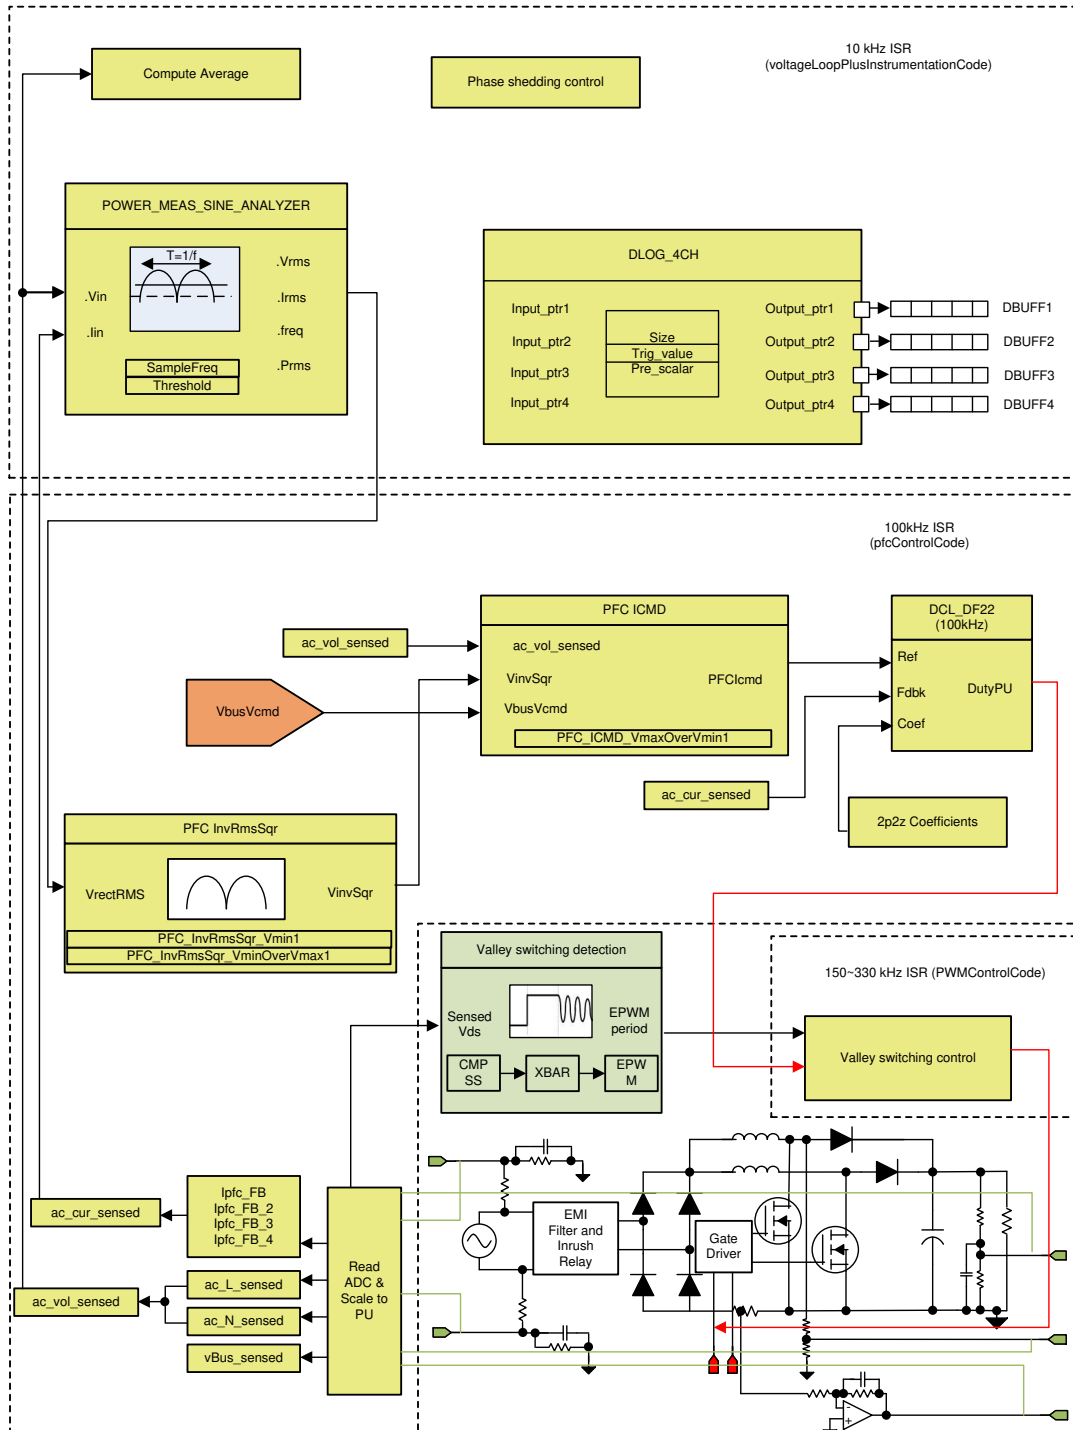 10 kHz ISR
(voltageLoopPlusInstrumentationCode)
Compute Average
Phase shedding control
POWER_MEAS_SINE_ANALYZER
T=1/f
.Vin
.Iin
.Vrms
.Irms
.freq
.Prms
SampleFreq
Threshold
DLOG_4CH
Input_ptr1
Input_ptr2
Input_ptr3
Input_ptr4
Size
Trig_value
Pre_scalar
Output_ptr1
Output_ptr2
Output_ptr3
Output_ptr4
DBUFF1
DBUFF2
DBUFF3
DBUFF4
100kHz ISR
(pfcControlCode)
ac_vol_sensed
VbusVcmd
PFC ICMD
ac_vol_sensed
VinvSqr
VbusVcmd
PFCIcmd
PFC_ICMD_VmaxOverVmin1
DCL_DF22
(100kHz)
Ref
Fdbk
Coef
DutyPU
ac_cur_sensed
2p2z Coefficients
PFC InvRmsSqr
VrectRMS
VinvSqr
PFC_InvRmsSqr_Vmin1
PFC_InvRmsSqr_VminOverVmax1
Valley switching detection
Sensed
Vds
EPWM
period
CMP
SS
XBAR
EPW
M
150~330 kHz ISR (PWMControlCode)
Valley switching control
ac_cur_sensed
Ipfc_FB
Ipfc_FB_2
Ipfc_FB_3
Ipfc_FB_4
ac_vol_sensed
ac_L_sensed
ac_N_sensed
vBus_sensed
Read
ADC &
Scale to
PU
EMI
Filter and
Inrush
Relay
Gate
Driver
-
+